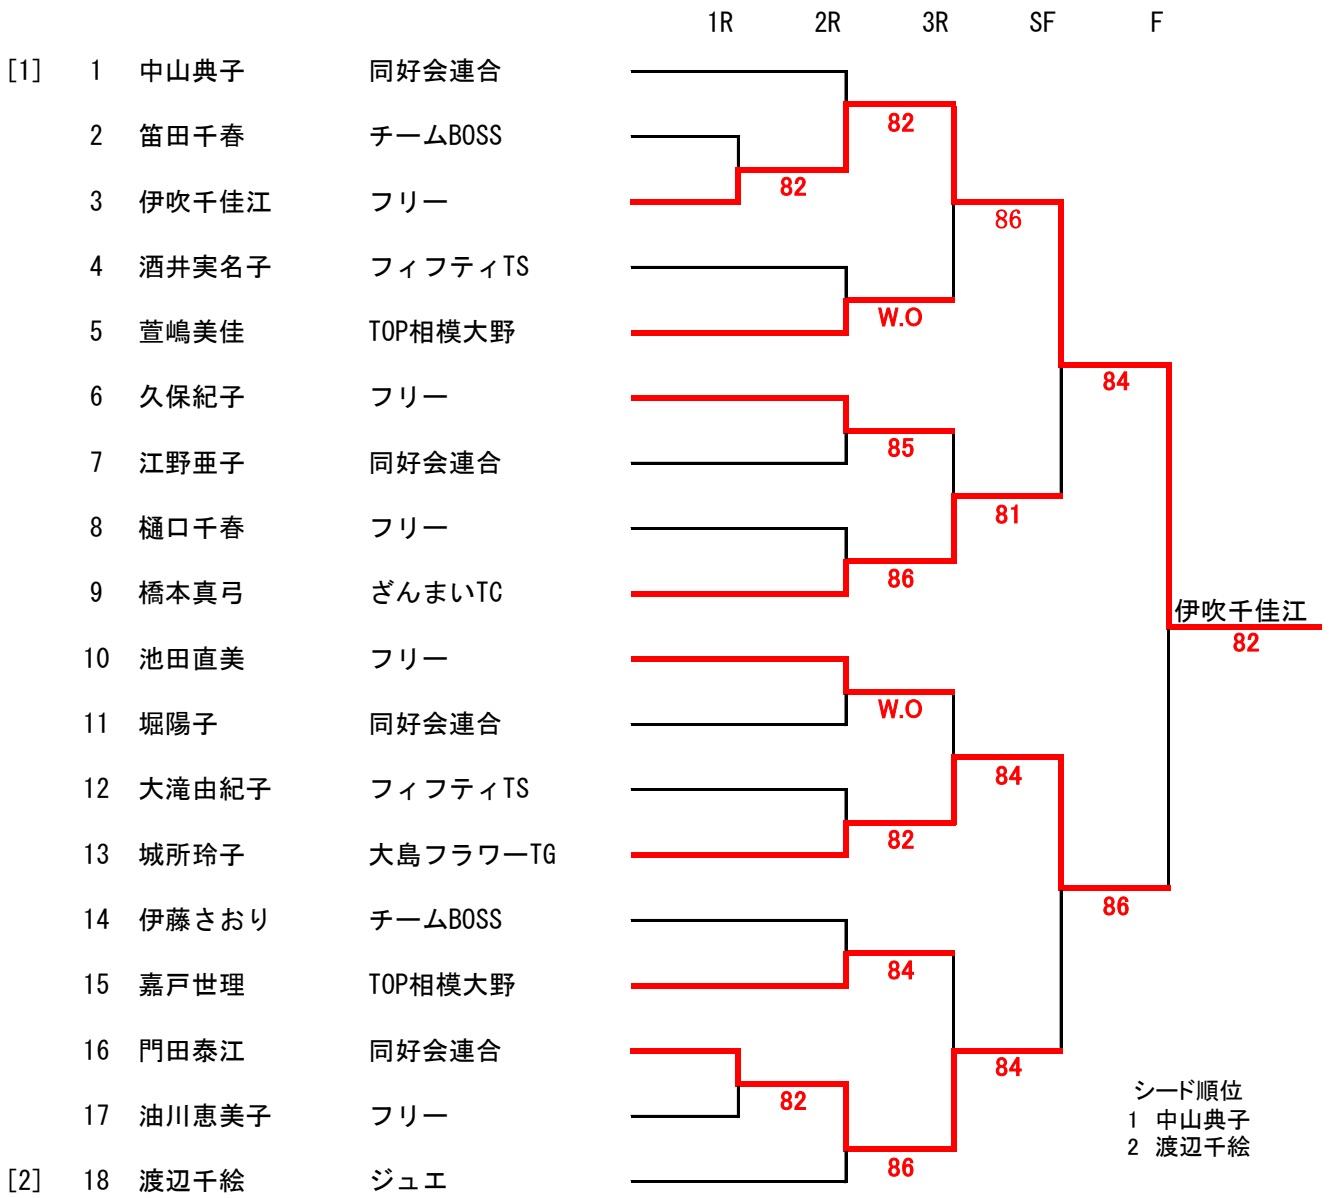 1R 2R 3R SF F
[1] 1 中山典子 同好会連合
82
2 笛田千春 チームBOSS
82
3 伊吹千佳江 フリー
86
4 酒井実名子 フィフティTS
W.O
5 萱嶋美佳 TOP相模大野
84
6 久保紀子 フリー
85
7 江野亜子 同好会連合
81
8 樋口千春 フリー
86
9 橋本真弓 ざんまいTC
伊吹千佳江
82
10 池田直美 フリー
W.O
11 堀陽子 同好会連合
84
12 大滝由紀子 フィフティTS
82
13 城所玲子 大島フラワーTG
86
14 伊藤さおり チームBOSS
84
15 嘉戸世理 TOP相模大野
16 門田泰江 同好会連合
84
82
17 油川恵美子 フリー
86
[2] 18 渡辺千絵 ジュエ
シード順位
1 中山典子
2 渡辺千絵